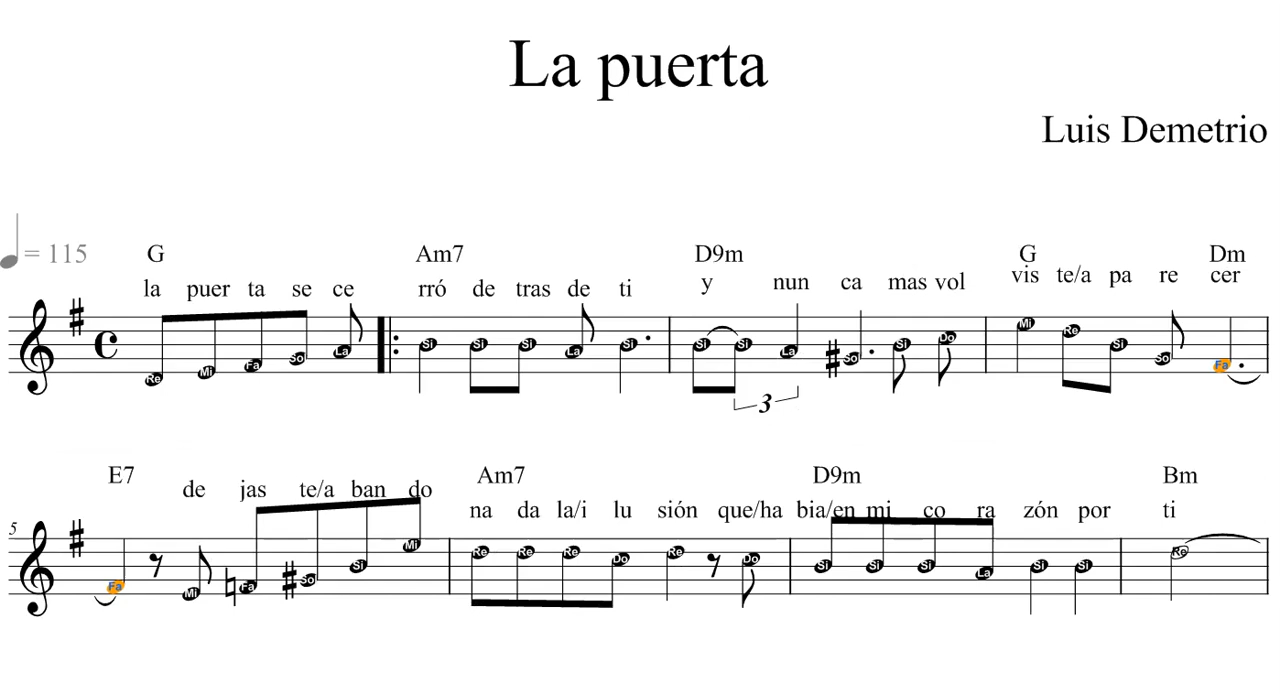 La puerta
Luis Demetrio
= 115
G Am7 D9m G Dm
la puer ta se ce rró de tras de ti y nun ca mas vol vis te/a pa re cer
Re Mi Fa So La Si Si Si La Si Si Si La So Si Do Mi Re Si So Fa
3
E7 Am7 D9m Bm
5
de jas te/a ban do na da la/i lu sión que/ha bia/en mi co ra zón por ti
Fa Mi Fa So Si Mi Re Re Re Do Re Do Si Si Si La Si Si Re